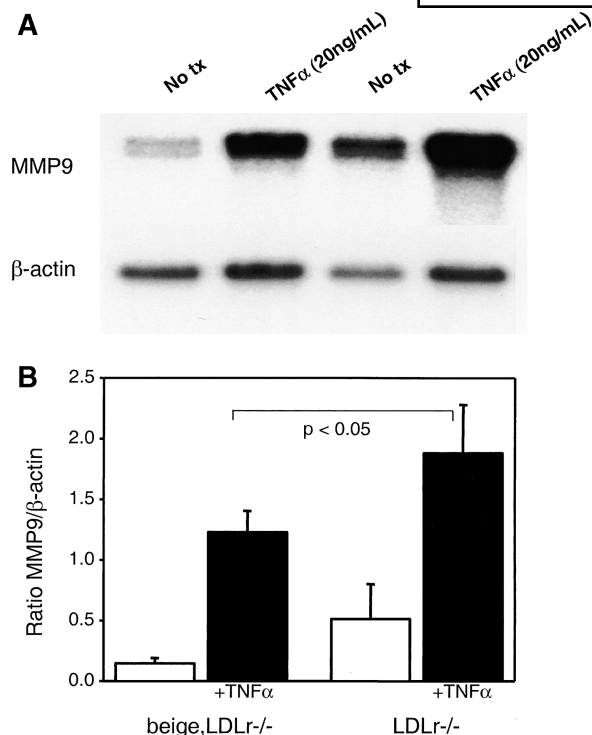 A
No tx
TNFα (20ng/mL)
No tx
TNFα (20ng/mL)
MMP9
β-actin
B
Ratio MMP9/β-actin
2.5
2.0
1.5
1.0
0.5
0.0
p < 0.05
+TNFα
+TNFα
beige,LDLr-/-
LDLr-/-